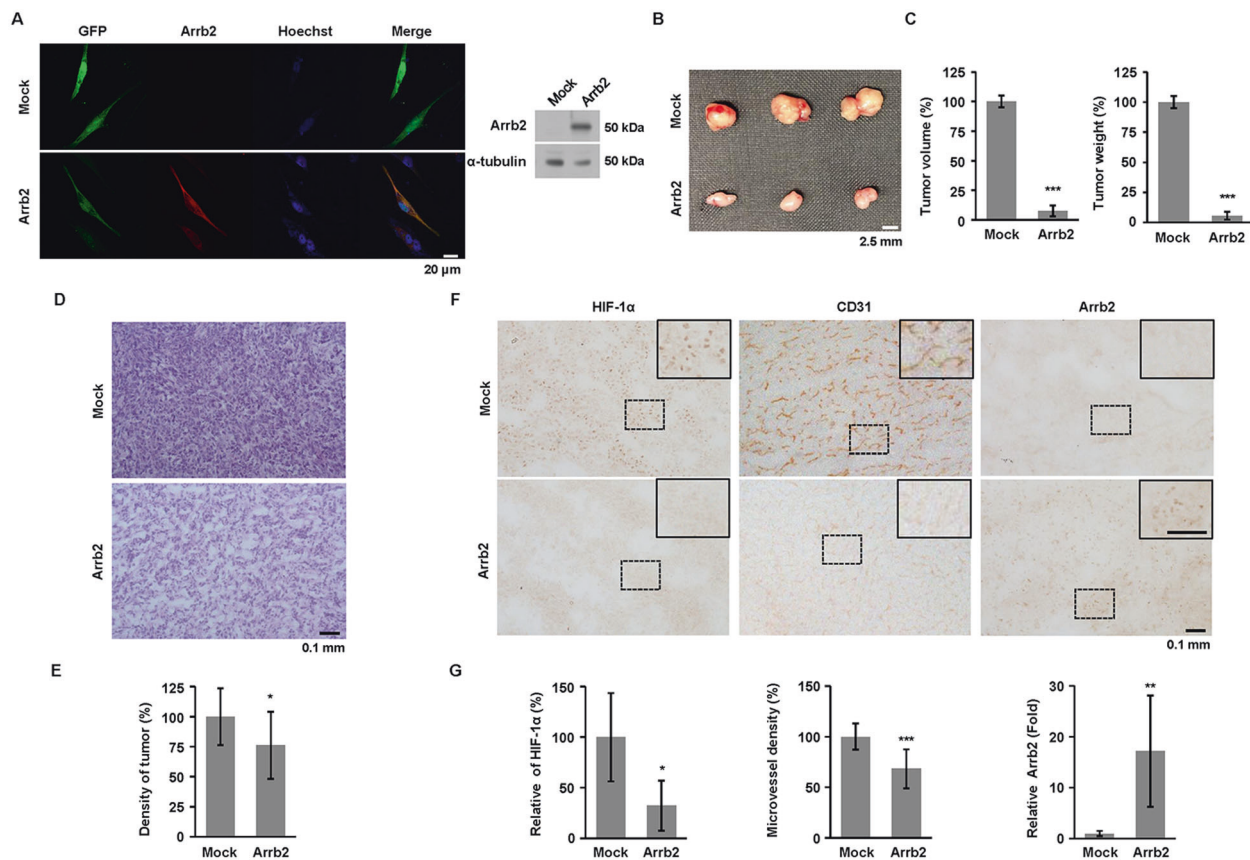 A
GFP Arrb2 Hoechst Merge
Mock
Arrb2
20 µm
Mock Arrb2
Arrb2 50 kDa
α-tubulin 50 kDa
B
Mock
Arrb2
2.5 mm
C
Tumor volume (%)
125
100
75
50
25
0
***
Mock Arrb2
Tumor weight (%)
125
100
75
50
25
0
***
Mock Arrb2
D
Mock
Arrb2
0.1 mm
E
Density of tumor (%)
125
100
75
50
25
0
*
Mock Arrb2
F
HIF-1α CD31 Arrb2
Mock
Arrb2
0.1 mm
G
Relative of HIF-1α (%)
150
100
50
0
*
Mock Arrb2
Microvessel density (%)
150
100
50
0
***
Mock Arrb2
Relative Arrb2 (Fold)
30
20
10
0
**
Mock Arrb2